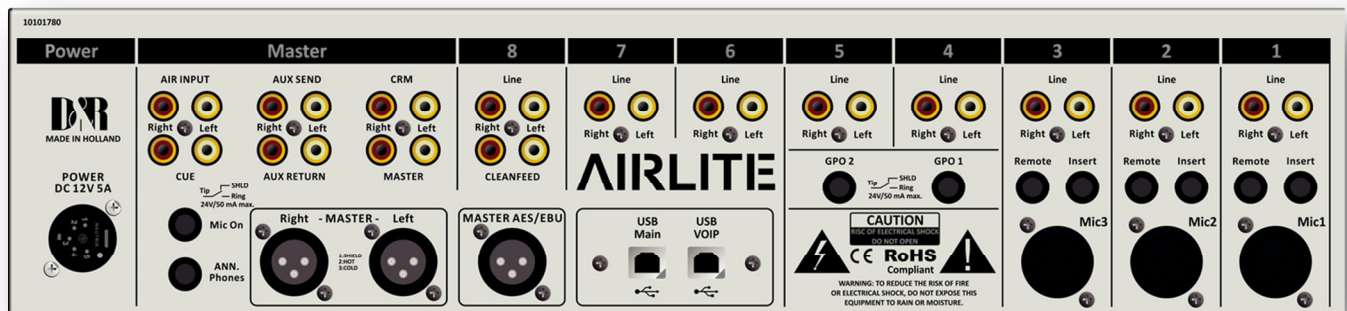 10101780
Power
Master
8
7
6
5
4
3
2
1
D&R
MADE IN HOLLAND
POWER
DC 12V 5A
AIR INPUT
AUX SEND
CRM
Right Left
Right Left
Right Left
CUE
AUX RETURN
MASTER
Tip SHLD
Ring
24V/50 mA max.
Mic On
ANN.
Phones
Right - MASTER - Left
1:SHIELD
2:HOT
3:COLD
Line
Right Left
CLEANFEED
MASTER AES/EBU
Line
Right Left
Line
Right Left
AIRLITE
USB
Main
USB
VOIP
Line
Right Left
Line
Right Left
GPO 2
GPO 1
Tip SHLD
Ring
24V/50 mA max.
CAUTION
RISC OF ELECTRICAL SHOCK
DO NOT OPEN
CE RoHS
Compliant
WARNING: TO REDUCE THE RISK OF FIRE
OR ELECTRICAL SHOCK, DO NOT EXPOSE THIS
EQUIPMENT TO RAIN OR MOISTURE.
Line
Right Left
Remote Insert
Mic3
Line
Right Left
Remote Insert
Mic2
Line
Right Left
Remote Insert
Mic1